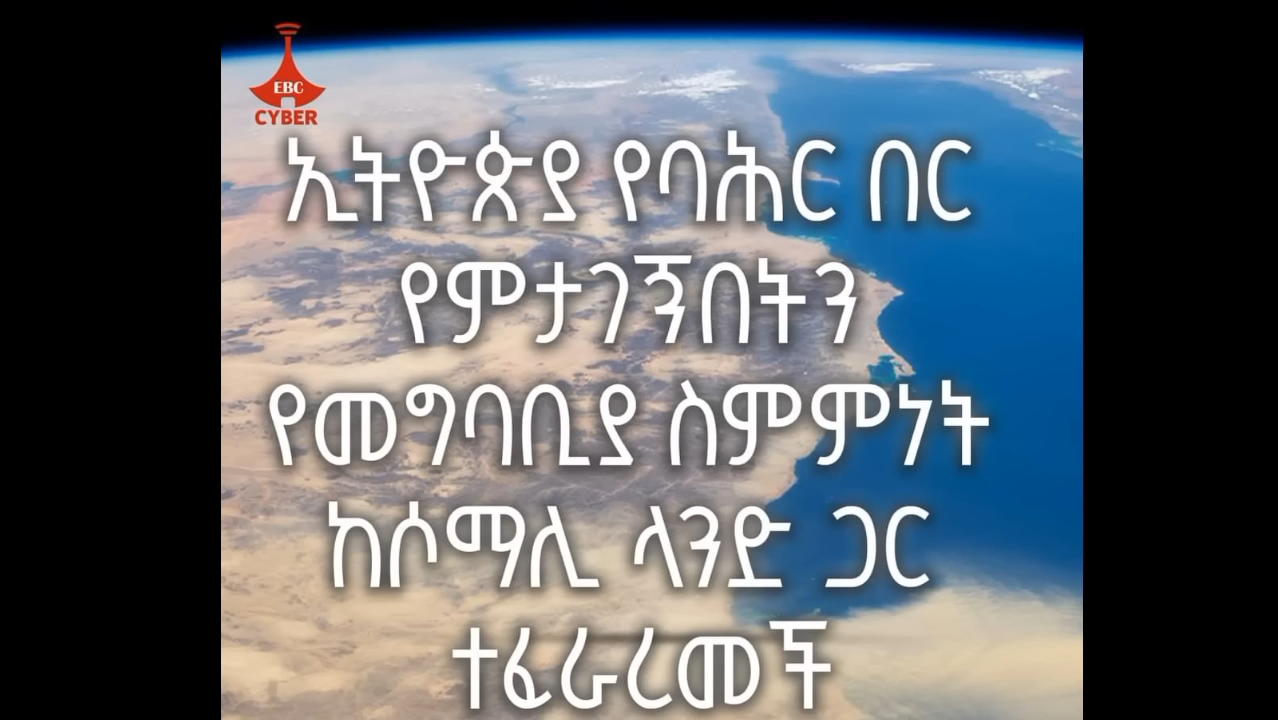 EBC
CYBER
ኢትዮጵያ የባሕር በር
የምታገኝበትን
የመግባቢያ ስምምነት
ከሶማሊ ላንድ ጋር
ተፈራረመች